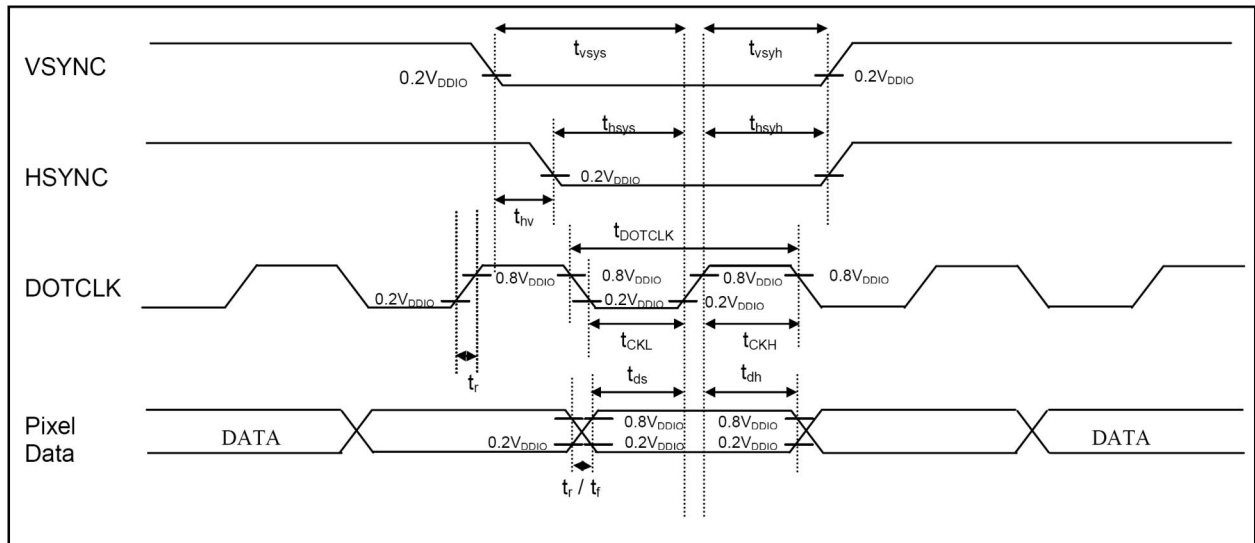 t_vsys t_vsyh
VSYNC 0.2V_DDIO 0.2V_DDIO
t_hsys t_hsyh
HSYNC 0.2V_DDIO
t_hv
t_DOTCLK
DOTCLK 0.8V_DDIO 0.8V_DDIO 0.8V_DDIO 0.8V_DDIO
0.2V_DDIO 0.2V_DDIO 0.2V_DDIO
t_CKL t_CKH
t_r
t_ds t_dh
Pixel Data
DATA 0.8V_DDIO 0.8V_DDIO DATA
0.2V_DDIO 0.2V_DDIO 0.2V_DDIO
t_r / t_f